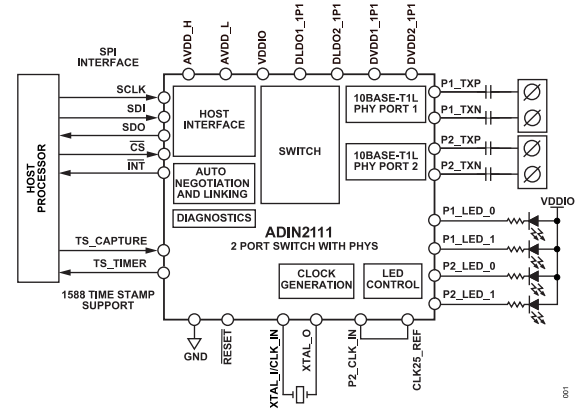 AVDD_H
AVDD_L
VDDIO
DLDO1_1P1
DLDO2_1P1
DVDD1_1P1
DVDD2_1P1
SPI
INTERFACE
HOST
PROCESSOR
SCLK
SDI
SDO
CS
INT
TS_CAPTURE
TS_TIMER
1588 TIME STAMP
SUPPORT
HOST
INTERFACE
AUTO
NEGOTIATION
AND LINKING
DIAGNOSTICS
SWITCH
10BASE-T1L
PHY PORT 1
10BASE-T1L
PHY PORT 2
ADIN2111
2 PORT SWITCH WITH PHYS
CLOCK
GENERATION
LED
CONTROL
P1_TXP
P1_TXN
P2_TXP
P2_TXN
VDDIO
P1_LED_0
P1_LED_1
P2_LED_0
P2_LED_1
GND
RESET
XTAL_I/CLK_IN
XTAL_O
P2_CLK_IN
CLK25_REF
001